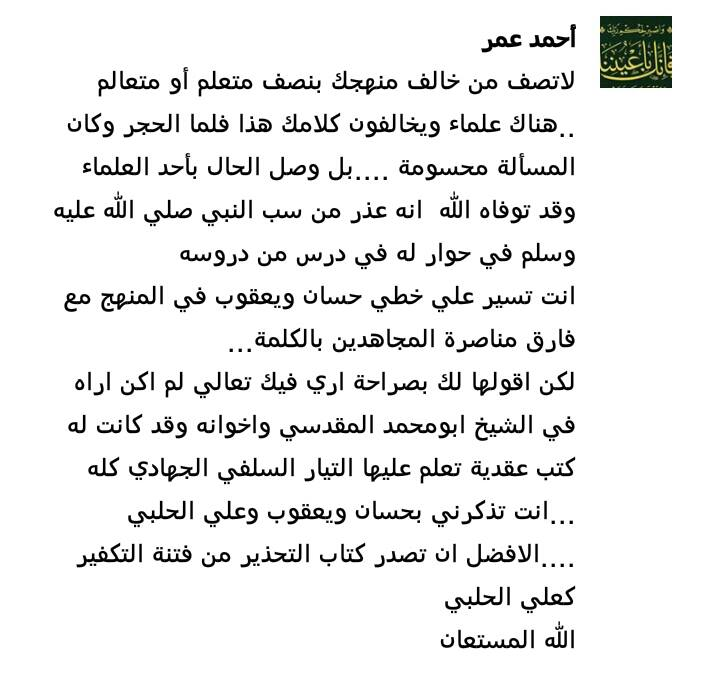 وَاصْبِرْ لِحُكْمِ رَبِّكَ
فَإِنَّكَ بِأَعْيُنِنَا
أحمد عمر
لاتصف من خالف منهجك بنصف متعلم أو متعالم
..هناك علماء ويخالفون كلامك هذا فلما الحجر وكان
المسألة محسومة ....بل وصل الحال بأحد العلماء
وقد توفاه الله انه عذر من سب النبي صلي الله عليه
وسلم في حوار له في درس من دروسه
انت تسير علي خطي حسان ويعقوب في المنهج مع
فارق مناصرة المجاهدين بالكلمة...
لكن اقولها لك بصراحة اري فيك تعالي لم اكن اراه
في الشيخ ابومحمد المقدسي واخوانه وقد كانت له
كتب عقدية تعلم عليها التيار السلفي الجهادي كله
...انت تذكرني بحسان ويعقوب وعلي الحلبي
....الافضل ان تصدر كتاب التحذير من فتنة التكفير
كعلي الحلبي
الله المستعان